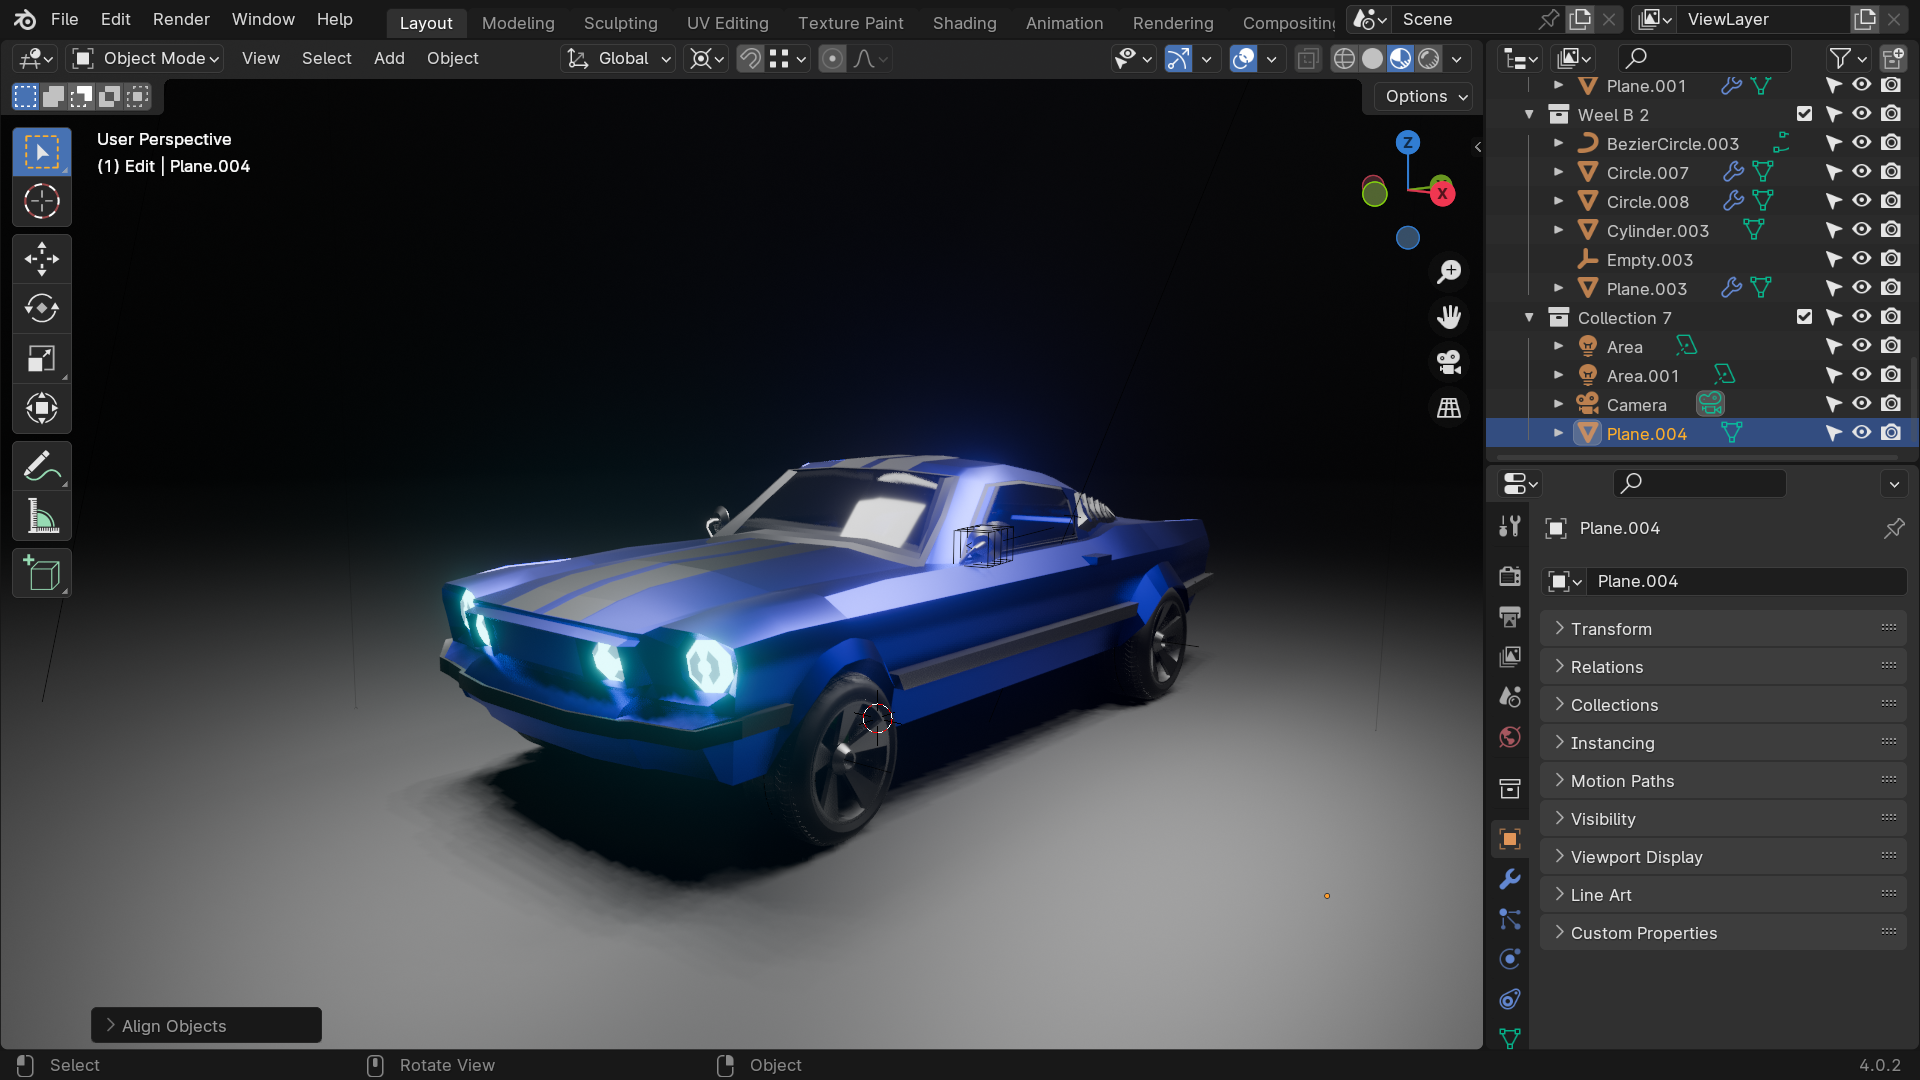 File Edit Render Window Help Layout Modeling Sculpting UV Editing Texture Paint Shading Animation Rendering Compositing Scene ViewLayer
Object Mode View Select Add Object Global
Options
User Perspective
(1) Edit | Plane.004
Z
X
Plane.001
Weel B 2
BezierCircle.003
Circle.007
Circle.008
Cylinder.003
Empty.003
Plane.003
Collection 7
Area
Area.001
Camera
Plane.004
Plane.004
Plane.004
Transform
Relations
Collections
Instancing
Motion Paths
Visibility
Viewport Display
Line Art
Custom Properties
Align Objects
Select Rotate View Object 4.0.2